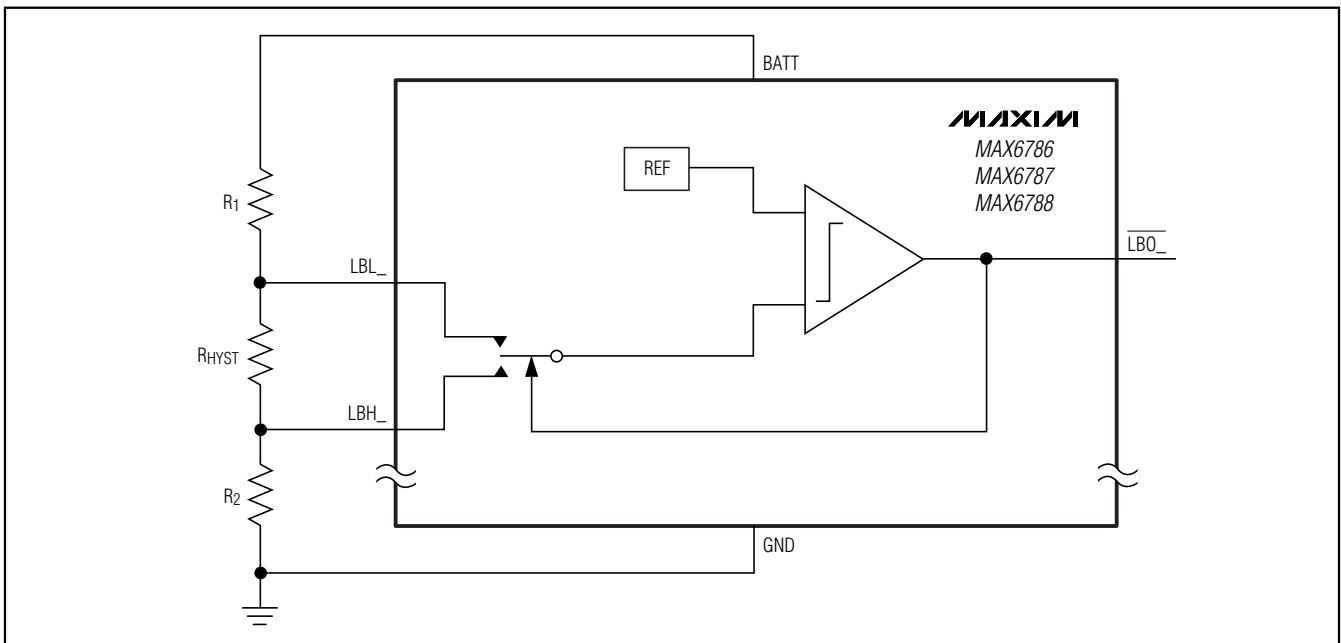 BATT
MAXIM
MAX6786
MAX6787
MAX6788
REF
R1
LBO_
LBL_
RHYST
LBH_
R2
GND